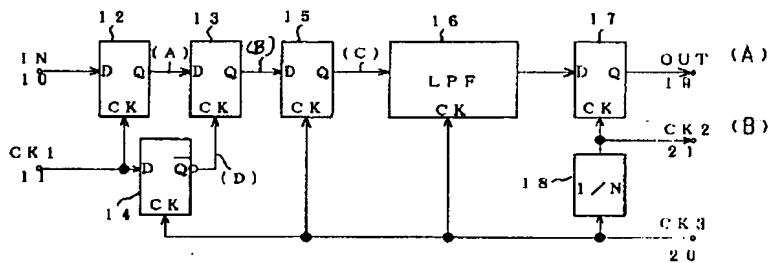 12 13 15 16 17
IN (A) (B) (C) OUT (A)
10 D Q D Q D Q LPF D Q 19
CK CK CK CK CK
CK1 CK2 (B)
11 D Q (D) 18 1/N 21
14 CK CK3
20